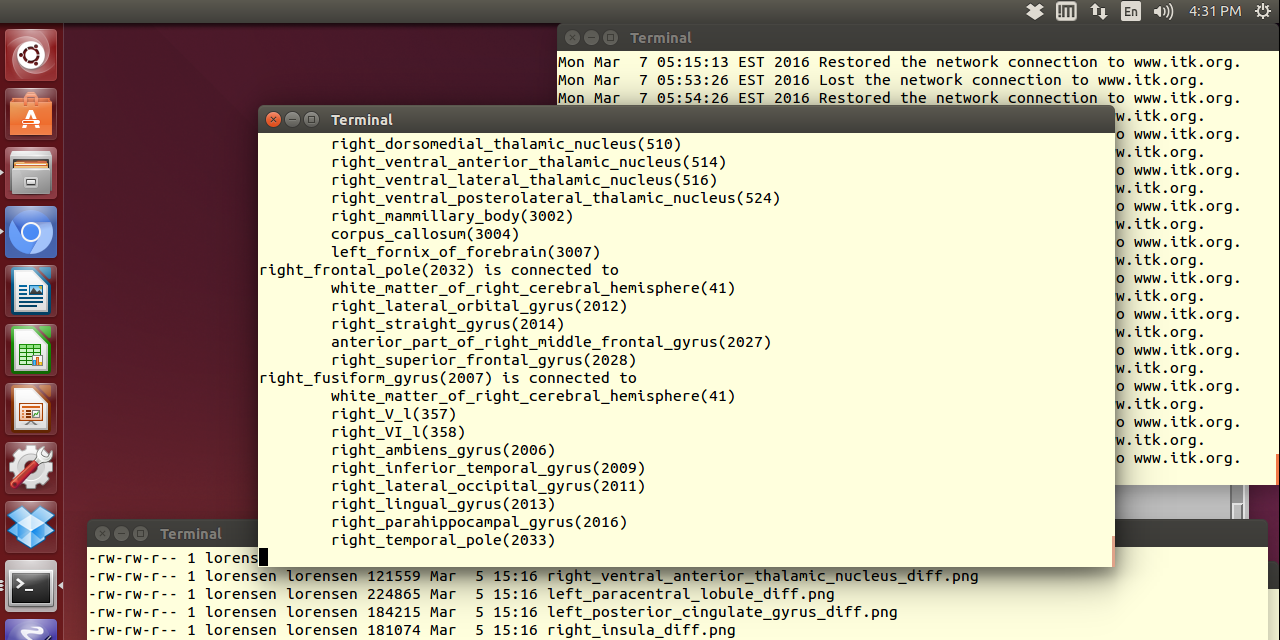 En 4:31 PM
Terminal
Mon Mar  7 05:15:13 EST 2016 Restored the network connection to www.itk.org.
Mon Mar  7 05:53:26 EST 2016 Lost the network connection to www.itk.org.
Mon Mar  7 05:54:26 EST 2016 Restored the network connection to www.itk.org.
w.itk.org.
o www.itk.org.
w.itk.org.
o www.itk.org.
w.itk.org.
o www.itk.org.
w.itk.org.
o www.itk.org.
w.itk.org.
o www.itk.org.
w.itk.org.
o www.itk.org.
w.itk.org.
o www.itk.org.
w.itk.org.
o www.itk.org.
w.itk.org.
o www.itk.org.
w.itk.org.
o www.itk.org.
Terminal
        right_dorsomedial_thalamic_nucleus(510)
        right_ventral_anterior_thalamic_nucleus(514)
        right_ventral_lateral_thalamic_nucleus(516)
        right_ventral_posterolateral_thalamic_nucleus(524)
        right_mammillary_body(3002)
        corpus_callosum(3004)
        left_fornix_of_forebrain(3007)
right_frontal_pole(2032) is connected to
        white_matter_of_right_cerebral_hemisphere(41)
        right_lateral_orbital_gyrus(2012)
        right_straight_gyrus(2014)
        anterior_part_of_right_middle_frontal_gyrus(2027)
        right_superior_frontal_gyrus(2028)
right_fusiform_gyrus(2007) is connected to
        white_matter_of_right_cerebral_hemisphere(41)
        right_V_l(357)
        right_VI_l(358)
        right_ambiens_gyrus(2006)
        right_inferior_temporal_gyrus(2009)
        right_lateral_occipital_gyrus(2011)
        right_lingual_gyrus(2013)
        right_parahippocampal_gyrus(2016)
        right_temporal_pole(2033)
Terminal
-rw-rw-r-- 1 lorens
-rw-rw-r-- 1 lorensen lorensen 121559 Mar  5 15:16 right_ventral_anterior_thalamic_nucleus_diff.png
-rw-rw-r-- 1 lorensen lorensen 224865 Mar  5 15:16 left_paracentral_lobule_diff.png
-rw-rw-r-- 1 lorensen lorensen 184215 Mar  5 15:16 left_posterior_cingulate_gyrus_diff.png
-rw-rw-r-- 1 lorensen lorensen 181074 Mar  5 15:16 right_insula_diff.png